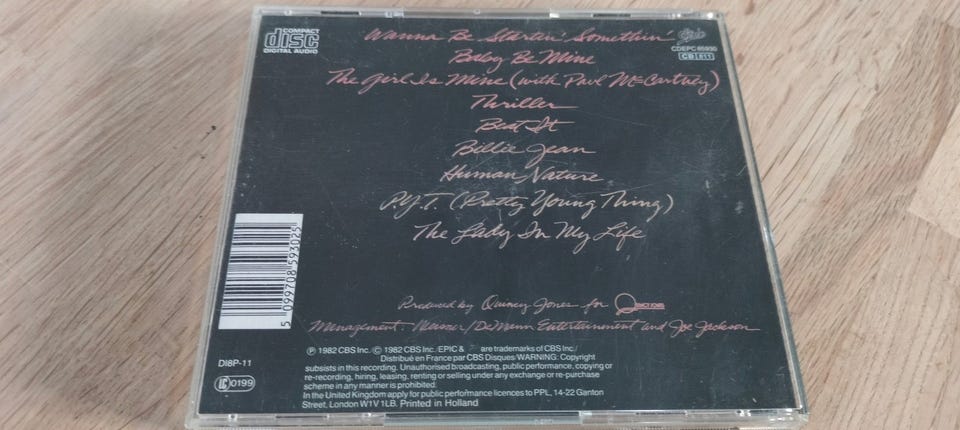 COMPACT
disc
DIGITAL AUDIO
Wanna Be Startin' Somethin'
Baby Be Mine
The Girl Is Mine (with Paul McCartney)
Thriller
Beat It
Billie Jean
Human Nature
P.Y.T. (Pretty Young Thing)
The Lady In My Life
Epic
CDEPC 85930
CB 811
5 099708 593025
Produced by Quincy Jones for
Management: Weisner/DeMann Entertainment and Joe Jackson
DI8P-11
LC 0199
Ⓟ 1982 CBS Inc./© 1982 CBS Inc./EPIC & are trademarks of CBS Inc./
Distribué en France par CBS Disques/WARNING: Copyright
subsists in this recording. Unauthorised broadcasting, public performance, copying or
re-recording, hiring, leasing, renting or selling under any exchange or re-purchase
scheme in any manner is prohibited.
In the United Kingdom apply for public performance licences to PPL, 14-22 Ganton
Street, London W1V 1LB. Printed in Holland